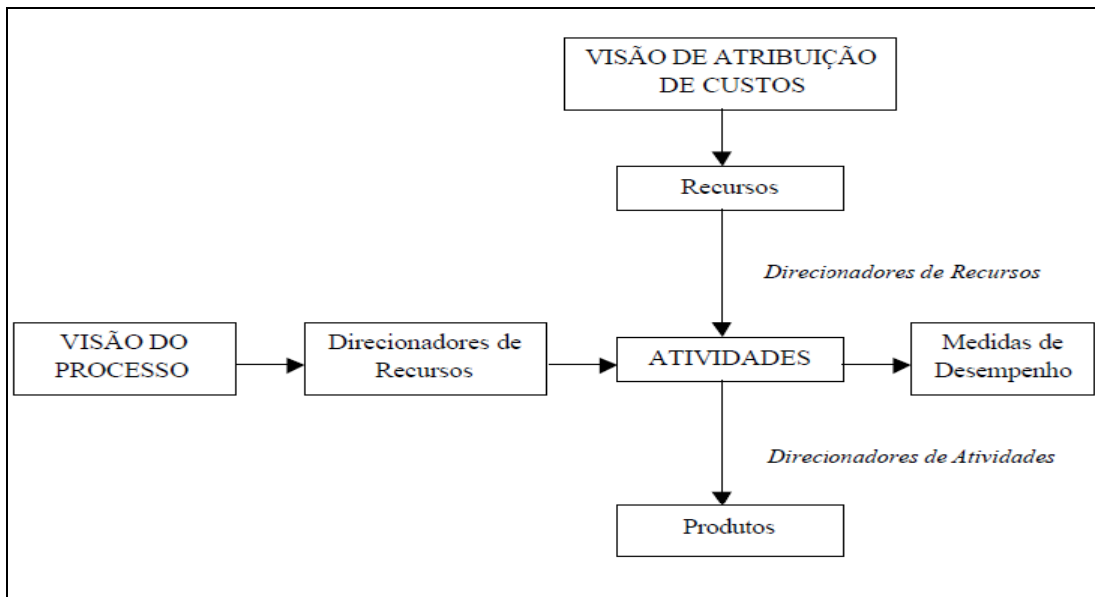 VISÃO DE ATRIBUIÇÃO
DE CUSTOS
Recursos
Direcionadores de Recursos
VISÃO DO
PROCESSO
Direcionadores de
Recursos
ATIVIDADES
Medidas de
Desempenho
Direcionadores de Atividades
Produtos